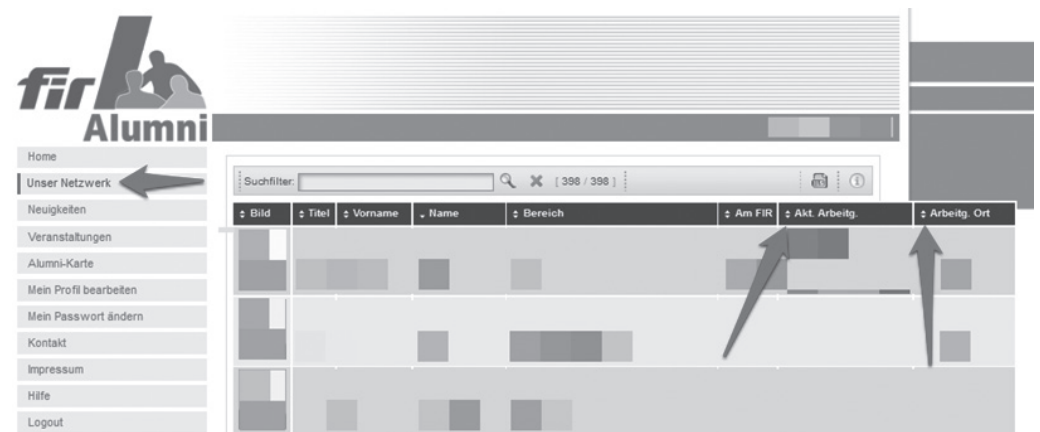 fir
Alumni
Home
Unser Netzwerk
Neuigkeiten
Veranstaltungen
Alumni-Karte
Mein Profil bearbeiten
Mein Passwort ändern
Kontakt
Impressum
Hilfe
Logout
Suchfilter: [ 398 / 398 ]
Bild Titel Vorname Name Bereich Am FIR Akt. Arbeitg. Arbeitg. Ort